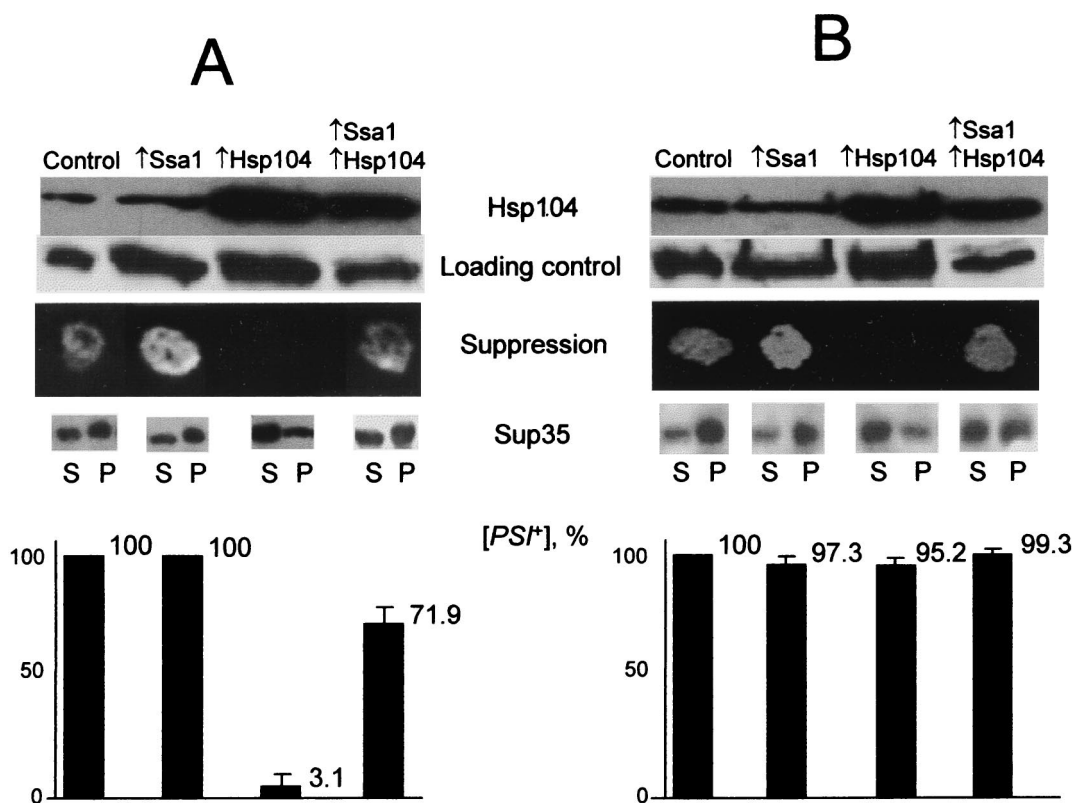 A
B
↑Ssa1
Control ↑Ssa1 ↑Hsp104 ↑Hsp104
↑Ssa1
Control ↑Ssa1 ↑Hsp104 ↑Hsp104
Hsp104
Loading control
Suppression
Sup35
S P S P S P S P
S P S P S P S P
[PSI+], %
100 100 100 3.1 71.9
50
0
100 100 97.3 95.2 99.3
50
0